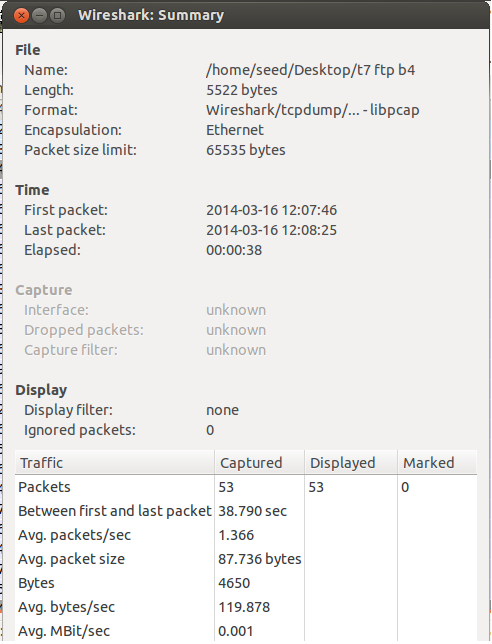 Wireshark: Summary
File
Name: /home/seed/Desktop/t7 ftp b4
Length: 5522 bytes
Format: Wireshark/tcpdump/... - libpcap
Encapsulation: Ethernet
Packet size limit: 65535 bytes
Time
First packet: 2014-03-16 12:07:46
Last packet: 2014-03-16 12:08:25
Elapsed: 00:00:38
Capture
Interface: unknown
Dropped packets: unknown
Capture filter: unknown
Display
Display filter: none
Ignored packets: 0
Traffic Captured Displayed Marked
Packets 53 53 0
Between first and last packet 38.790 sec
Avg. packets/sec 1.366
Avg. packet size 87.736 bytes
Bytes 4650
Avg. bytes/sec 119.878
Avg. MBit/sec 0.001